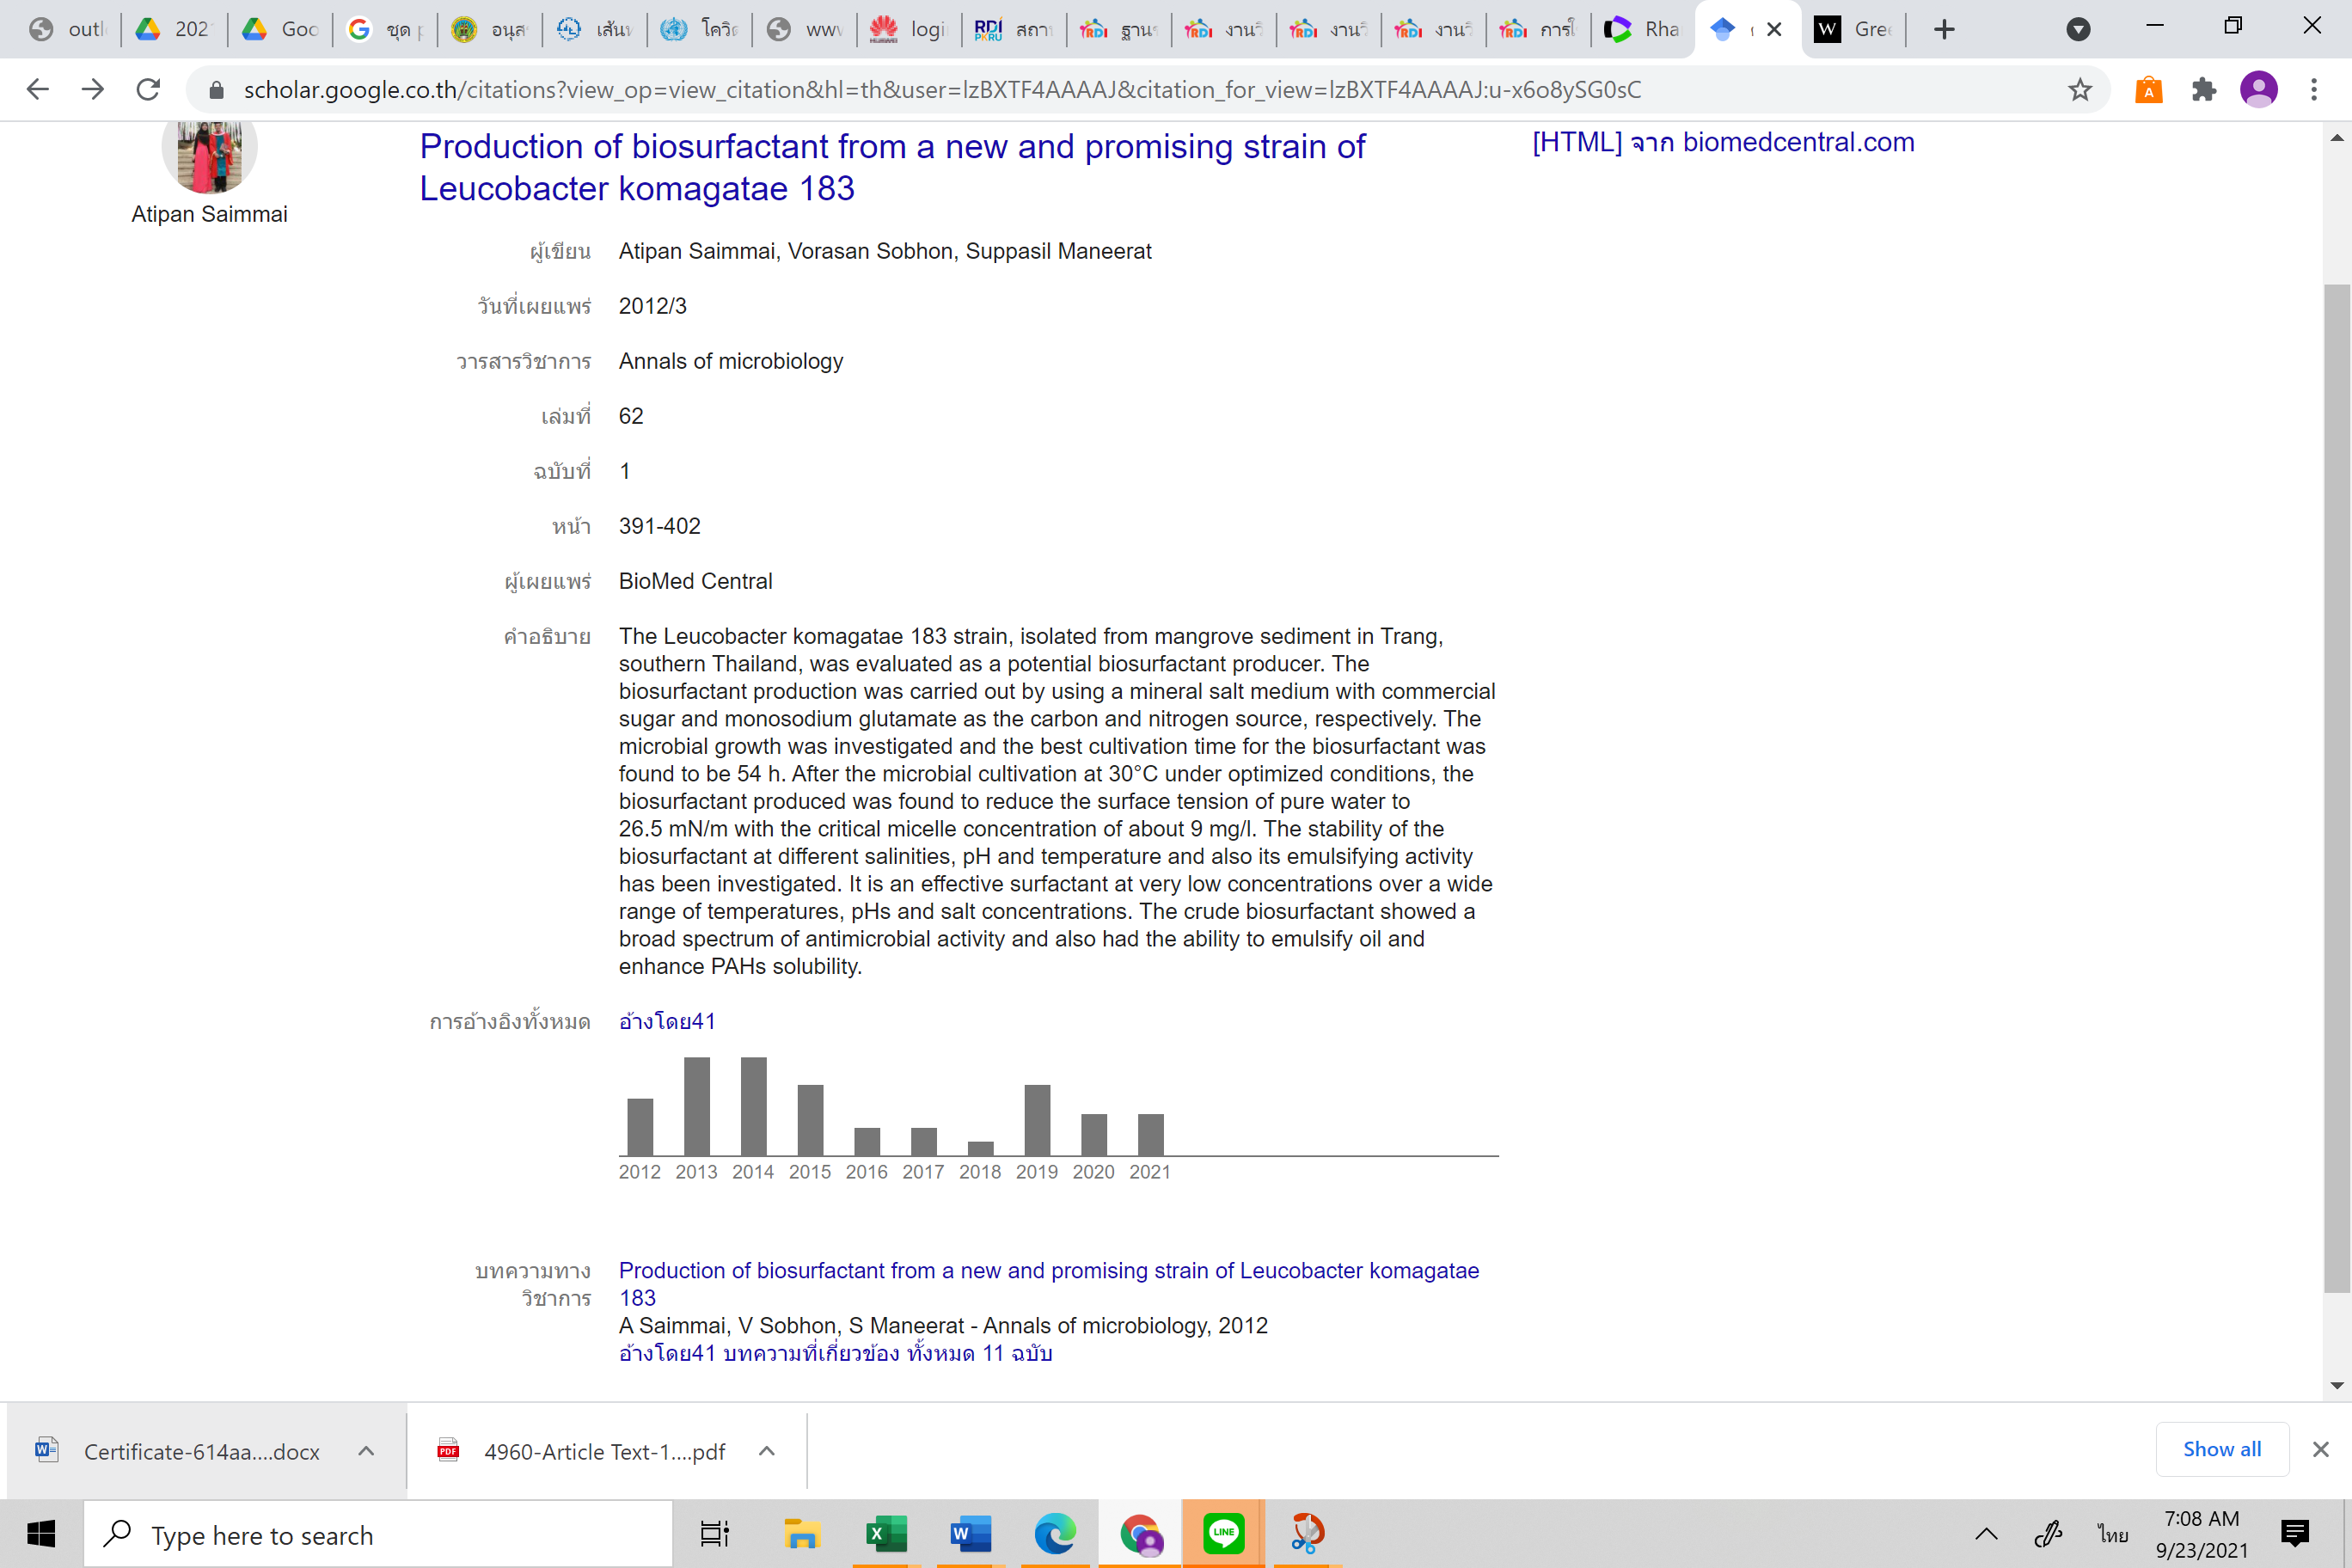 outl
202
Goo
ชุด p
อนุส
เส้นท
โควิด
www
logi
RDI PKRU สถา
RDI ฐาน
RDI งานวิ
RDI งานวิ
RDI งานวิ
RDI การ
Rha
W Gree
scholar.google.co.th/citations?view_op=view_citation&hl=th&user=lzBXTF4AAAAJ&citation_for_view=lzBXTF4AAAAJ:u-x6o8ySG0sC
Atipan Saimmai
Production of biosurfactant from a new and promising strain of
Leucobacter komagatae 183
[HTML] จาก biomedcentral.com
ผู้เขียน Atipan Saimmai, Vorasan Sobhon, Suppasil Maneerat
วันที่เผยแพร่ 2012/3
วารสารวิชาการ Annals of microbiology
เล่มที่ 62
ฉบับที่ 1
หน้า 391-402
ผู้เผยแพร่ BioMed Central
คำอธิบาย The Leucobacter komagatae 183 strain, isolated from mangrove sediment in Trang,
southern Thailand, was evaluated as a potential biosurfactant producer. The
biosurfactant production was carried out by using a mineral salt medium with commercial
sugar and monosodium glutamate as the carbon and nitrogen source, respectively. The
microbial growth was investigated and the best cultivation time for the biosurfactant was
found to be 54 h. After the microbial cultivation at 30°C under optimized conditions, the
biosurfactant produced was found to reduce the surface tension of pure water to
26.5 mN/m with the critical micelle concentration of about 9 mg/l. The stability of the
biosurfactant at different salinities, pH and temperature and also its emulsifying activity
has been investigated. It is an effective surfactant at very low concentrations over a wide
range of temperatures, pHs and salt concentrations. The crude biosurfactant showed a
broad spectrum of antimicrobial activity and also had the ability to emulsify oil and
enhance PAHs solubility.
การอ้างอิงทั้งหมด อ้างโดย41
2012 2013 2014 2015 2016 2017 2018 2019 2020 2021
บทความทาง
วิชาการ
Production of biosurfactant from a new and promising strain of Leucobacter komagatae
183
A Saimmai, V Sobhon, S Maneerat - Annals of microbiology, 2012
อ้างโดย41 บทความที่เกี่ยวข้อง ทั้งหมด 11 ฉบับ
Certificate-614aa....docx
PDF 4960-Article Text-1....pdf
Show all
Type here to search
LINE
ไทย
7:08 AM
9/23/2021